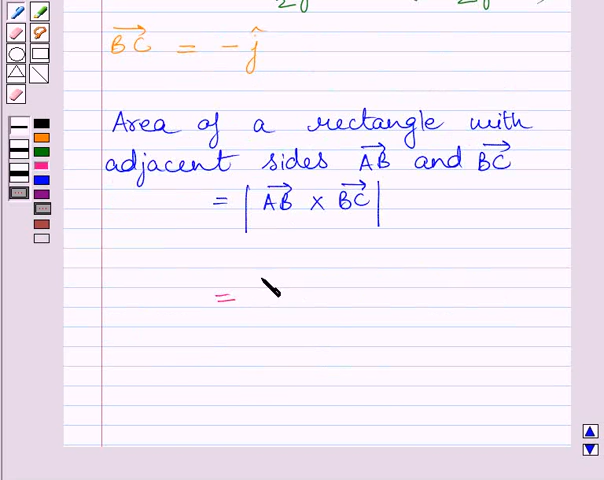 BC = - ĵ
Area of a rectangle with
adjacent sides AB and BC
= | AB × BC |
=